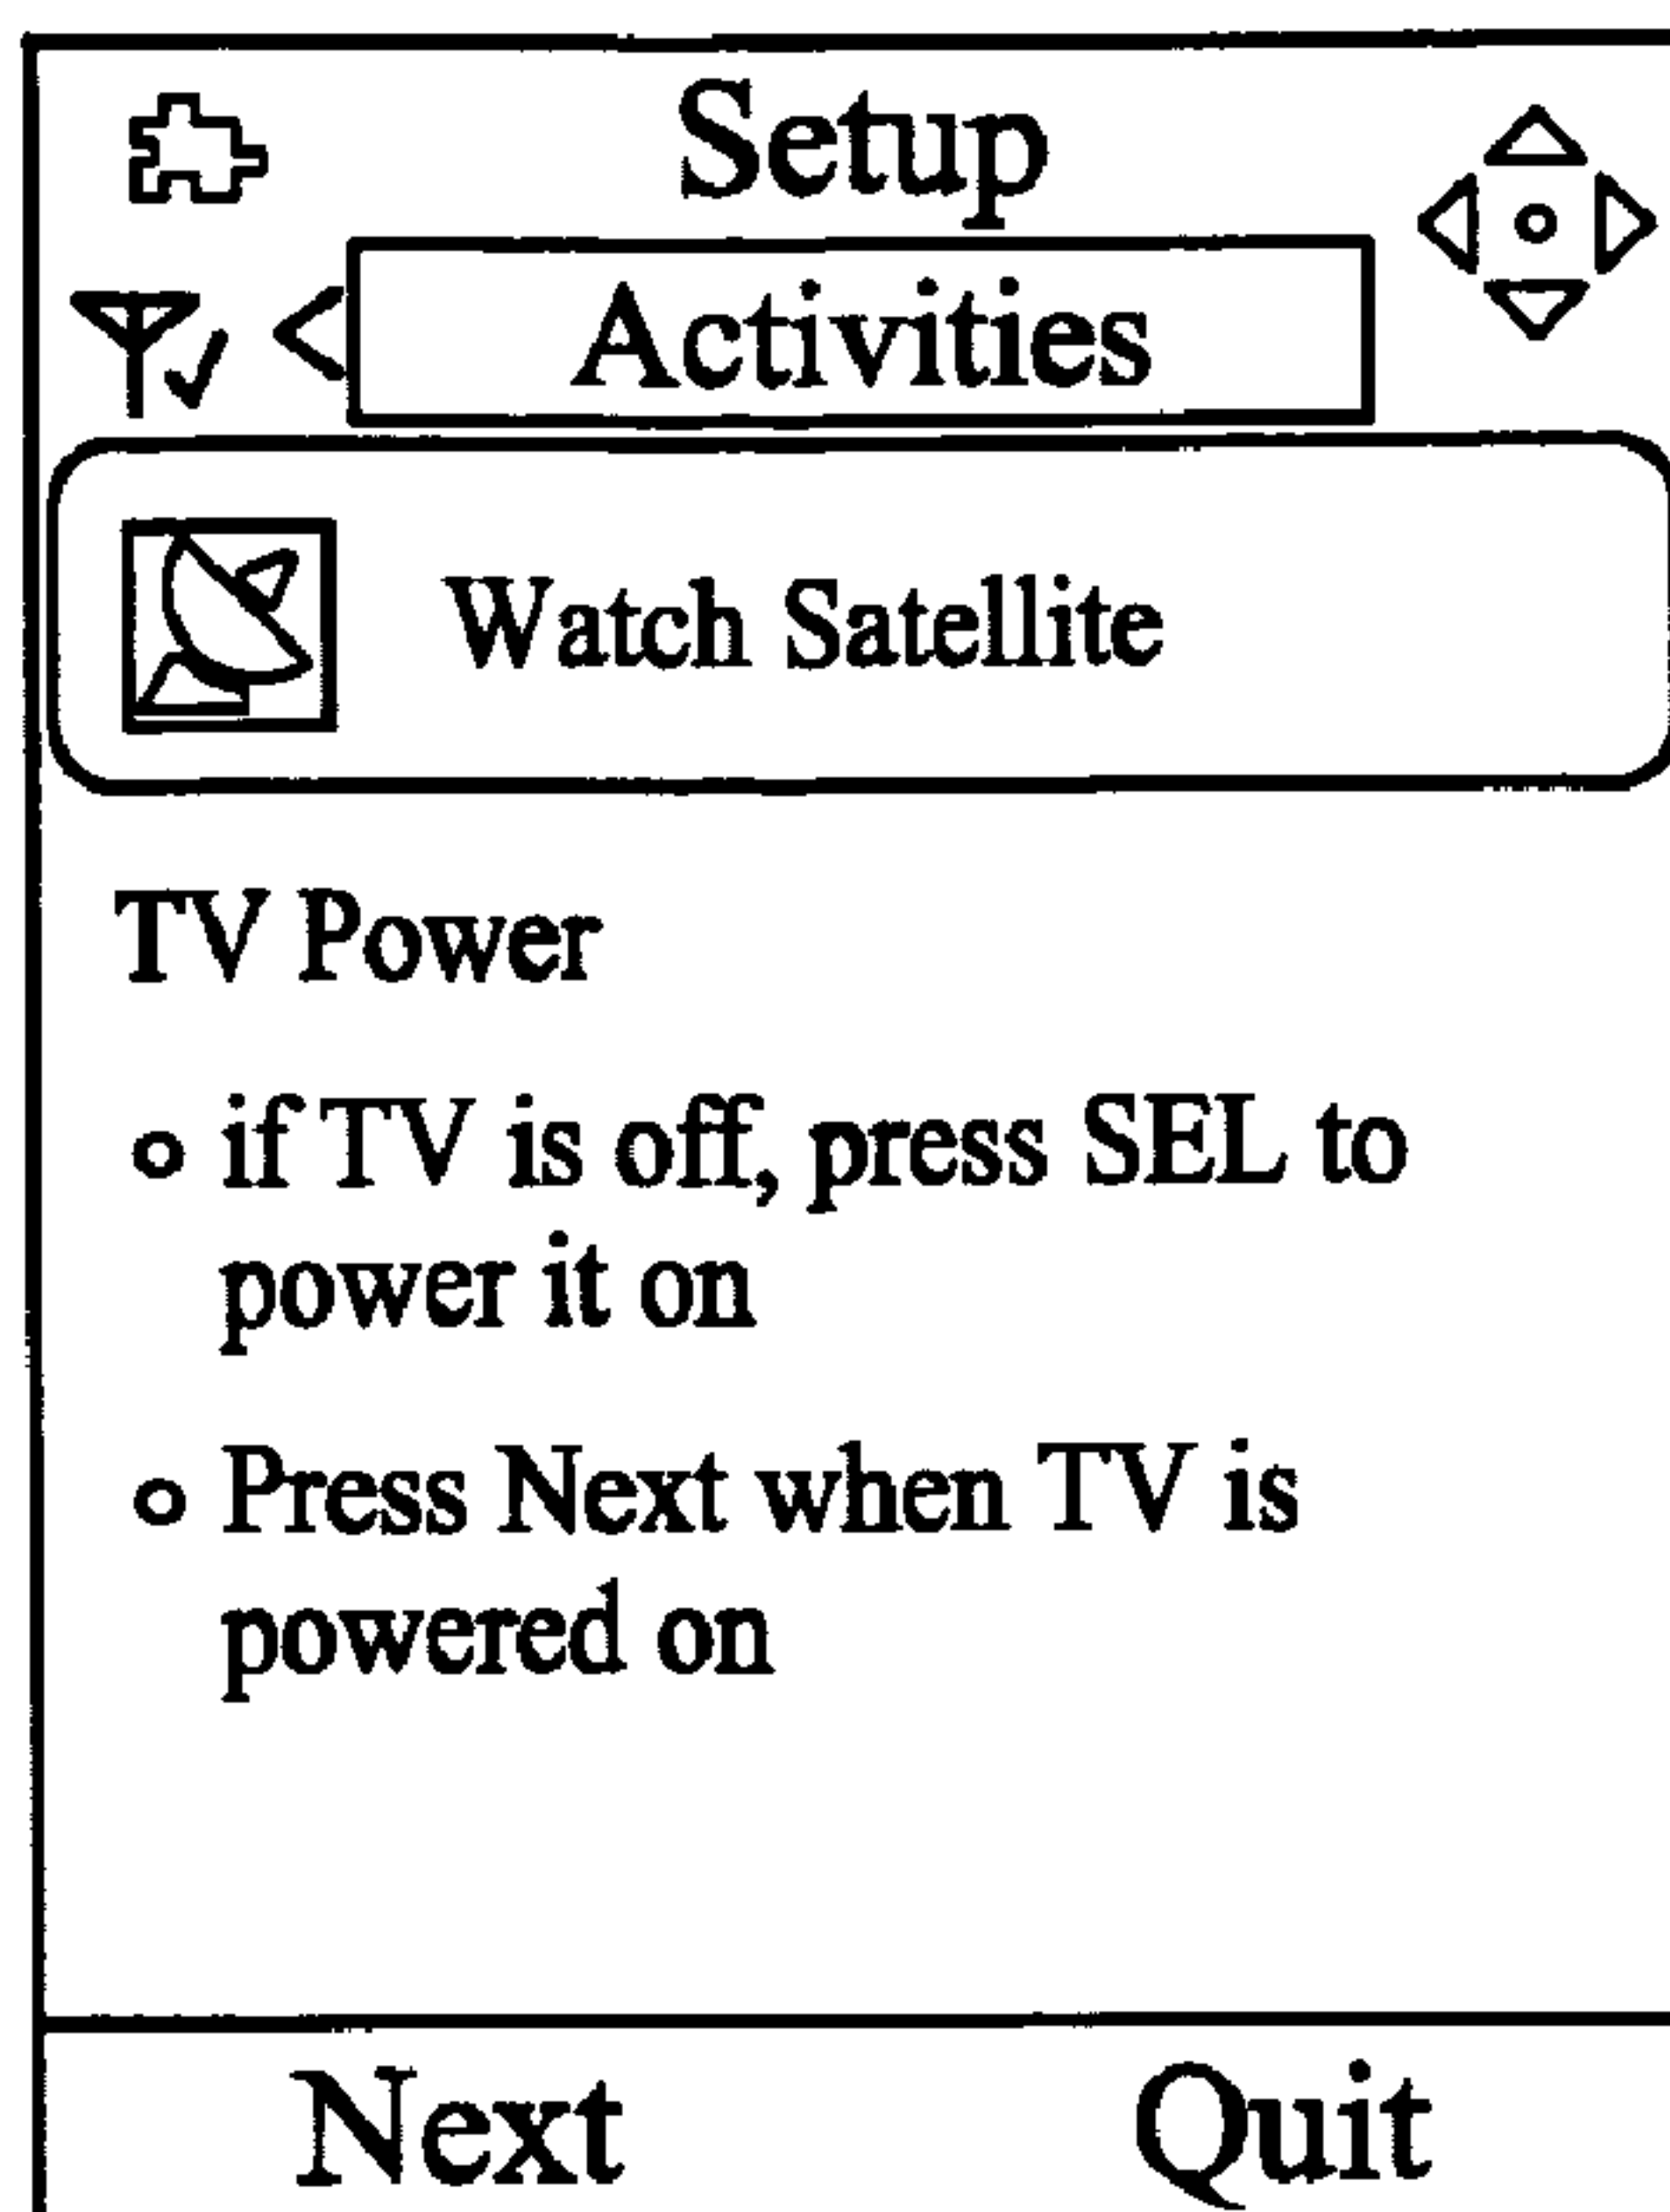 Setup
Activities
Watch Satellite
TV Power
if TV is off, press SEL to
power it on
Press Next when TV is
powered on
Next Quit